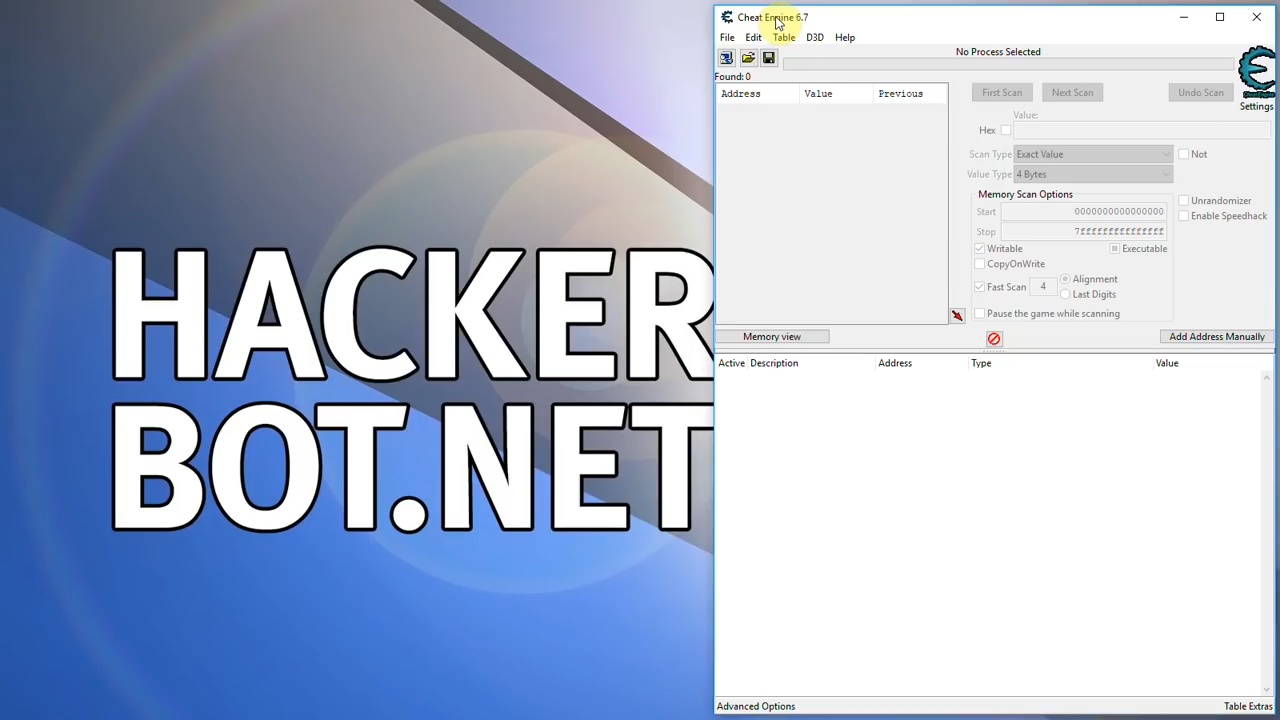 HACKER
BOT.NET
Cheat Engine 6.7
File Edit Table D3D Help
No Process Selected
Found: 0
Address Value Previous
First Scan Next Scan Undo Scan
Settings
Value:
Hex
Scan Type Exact Value Not
Value Type 4 Bytes
Memory Scan Options
Start 0000000000000000
Stop 7fffffffffffffff
Unrandomizer
Enable Speedhack
Writable Executable
CopyOnWrite
Fast Scan 4 Alignment
Last Digits
Pause the game while scanning
Memory view Add Address Manually
Active Description Address Type Value
Advanced Options Table Extras